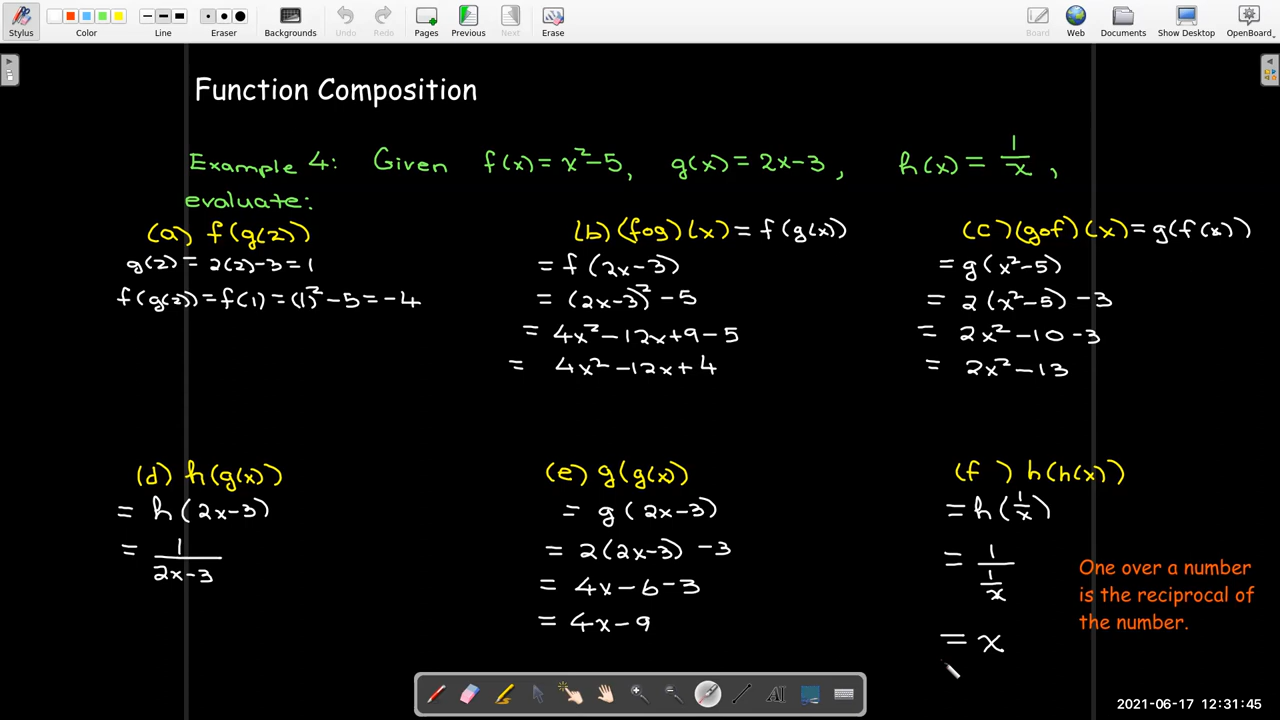 Stylus
Color
Line
Eraser
Backgrounds
Undo
Redo
Pages
Previous
Next
Erase
Board
Web
Documents
Show Desktop
OpenBoard
Function Composition
Example 4: Given f(x) = x²-5, g(x) = 2x-3, h(x) = 1/x,
evaluate:
(a) f(g(2))
g(2) = 2(2)-3 = 1
f(g(2)) = f(1) = (1)²-5 = -4
(b) (fog)(x) = f(g(x))
= f(2x-3)
= (2x-3)²-5
= 4x²-12x+9-5
= 4x²-12x+4
(c) (gof)(x) = g(f(x))
= g(x²-5)
= 2(x²-5)-3
= 2x²-10-3
= 2x²-13
(d) h(g(x))
= h(2x-3)
= 1/(2x-3)
(e) g(g(x))
= g(2x-3)
= 2(2x-3)-3
= 4x-6-3
= 4x-9
(f ) h(h(x))
= h(1/x)
= 1/(1/x)
= x
One over a number
is the reciprocal of
the number.
AI
2021-06-17 12:31:45